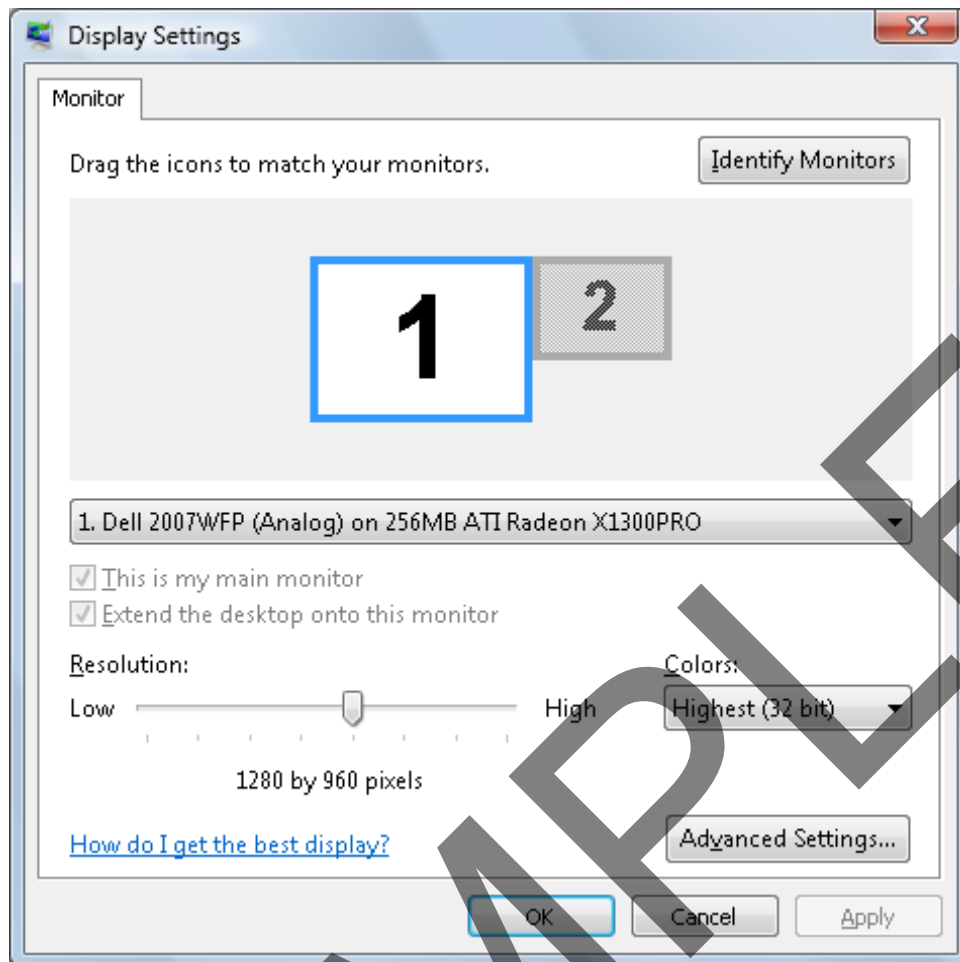 Display Settings
Monitor
Drag the icons to match your monitors.
Identify Monitors
1
2
1. Dell 2007WFP (Analog) on 256MB ATI Radeon X1300PRO
This is my main monitor
Extend the desktop onto this monitor
Resolution:
Colors:
Low
High
Highest (32 bit)
1280 by 960 pixels
How do I get the best display?
Advanced Settings...
OK
Cancel
Apply
MPLE